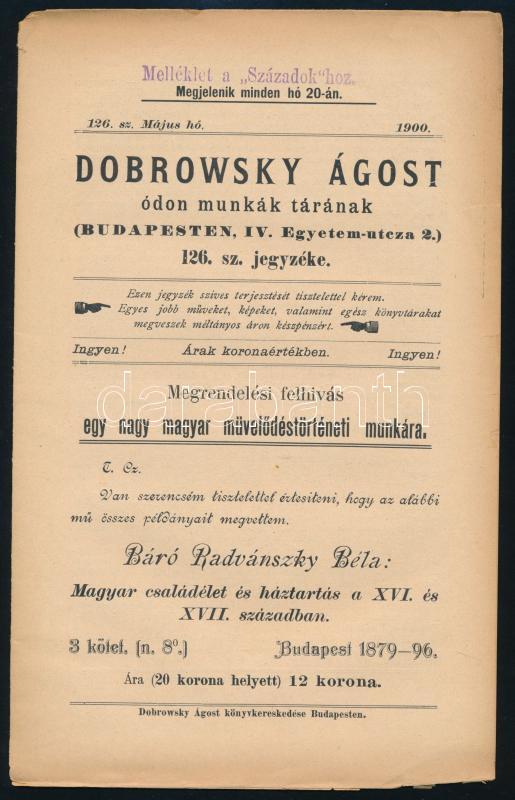 Melléklet a „Századok“hoz.
Megjelenik minden hó 20-án.
126. sz. Május hó. 1900.
DOBROWSKY ÁGOST
ódon munkák tárának
(BUDAPESTEN, IV. Egyetem-utcza 2.)
126. sz. jegyzéke.
Ezen jegyzék szives terjesztését tisztelettel kérem.
Egyes jobb műveket, képeket, valamint egész könyvtárakat
megveszek méltányos áron készpénzért.
Ingyen! Árak koronaértékben. Ingyen!
Megrendelési felhivás
darabanth
egy nagy magyar művelődéstörténeti munkára.
T. Cz.
Van szerencsém tisztelettel értesiteni, hogy az alábbi
mű összes példányait megvettem.
Báró Radvánszky Béla:
Magyar családélet és háztartás a XVI. és
XVII. században.
3 kötet, (n. 8º.) Budapest 1879—96.
Ára (20 korona helyett) 12 korona.
Dobrowsky Ágost könyvkereskedése Budapesten.